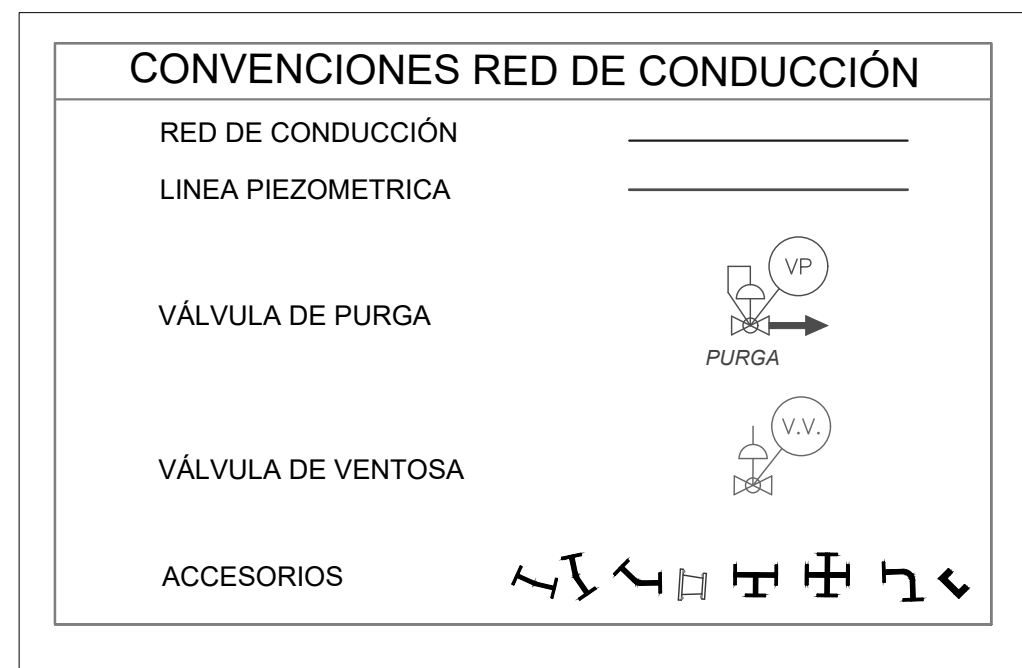 CONVENCIONES RED DE CONDUCCIÓN
RED DE CONDUCCIÓN
LINEA PIEZOMETRICA
VP
VÁLVULA DE PURGA
PURGA
V.V.
VÁLVULA DE VENTOSA
ACCESORIOS